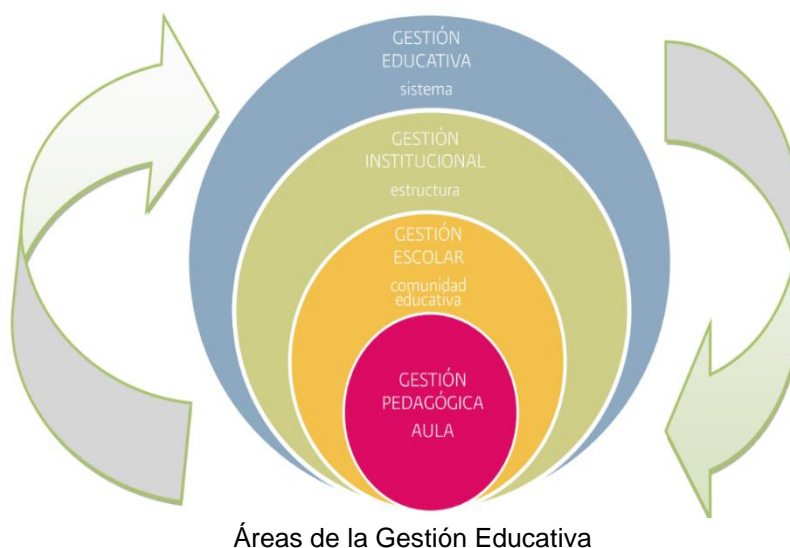 GESTIÓN
EDUCATIVA
sistema
GESTIÓN
INSTITUCIONAL
estructura
GESTIÓN
ESCOLAR
comunidad
educativa
GESTIÓN
PEDAGÓGICA
AULA
Áreas de la Gestión Educativa